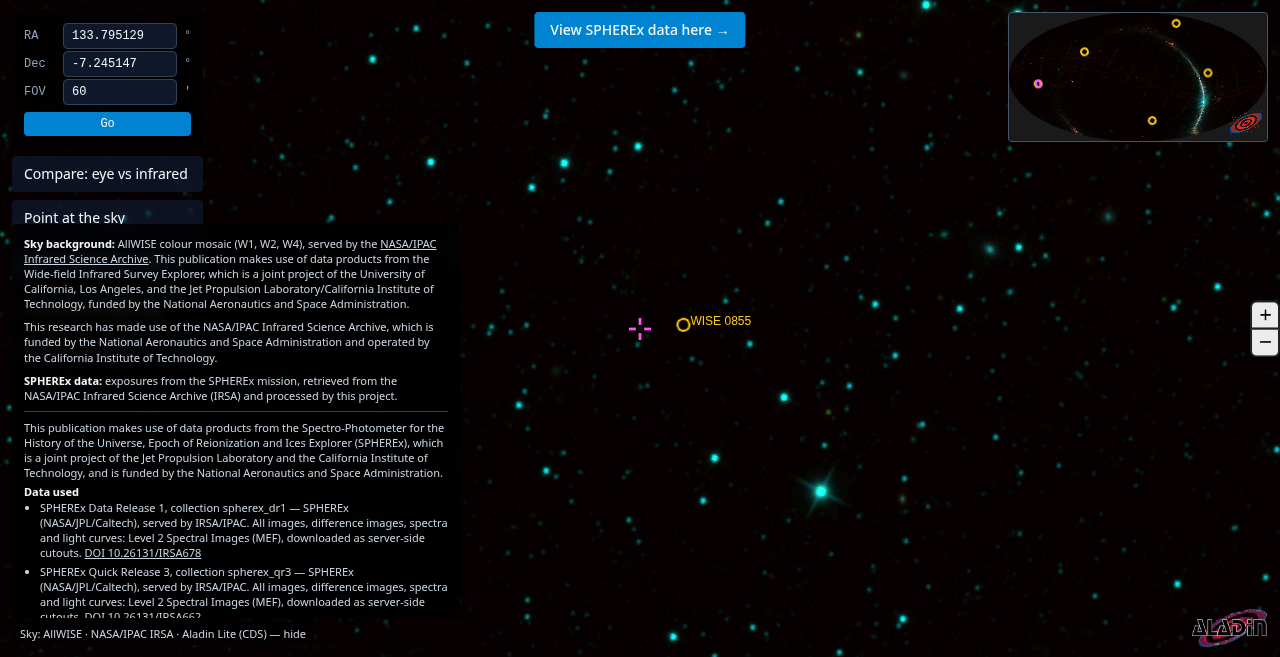 RA 133.795129 °
Dec -7.245147 °
FOV 60 '
Go
View SPHEREx data here →
Compare: eye vs infrared
Point at the sky
Sky background: AllWISE colour mosaic (W1, W2, W4), served by the NASA/IPAC
Infrared Science Archive. This publication makes use of data products from the
Wide-field Infrared Survey Explorer, which is a joint project of the University of
California, Los Angeles, and the Jet Propulsion Laboratory/California Institute of
Technology, funded by the National Aeronautics and Space Administration.
This research has made use of the NASA/IPAC Infrared Science Archive, which is
funded by the National Aeronautics and Space Administration and operated by
the California Institute of Technology.
SPHEREx data: exposures from the SPHEREx mission, retrieved from the
NASA/IPAC Infrared Science Archive (IRSA) and processed by this project.
This publication makes use of data products from the Spectro-Photometer for the
History of the Universe, Epoch of Reionization and Ices Explorer (SPHEREx), which
is a joint project of the Jet Propulsion Laboratory and the California Institute of
Technology, and is funded by the National Aeronautics and Space Administration.
Data used
• SPHEREx Data Release 1, collection spherex_dr1 — SPHEREx
(NASA/JPL/Caltech), served by IRSA/IPAC. All images, difference images, spectra
and light curves: Level 2 Spectral Images (MEF), downloaded as server-side
cutouts. DOI 10.26131/IRSA678
• SPHEREx Quick Release 3, collection spherex_qr3 — SPHEREx
(NASA/JPL/Caltech), served by IRSA/IPAC. All images, difference images, spectra
and light curves: Level 2 Spectral Images (MEF), downloaded as server-side
cutouts. DOI 10.26131/IRSA662
Sky: AllWISE · NASA/IPAC IRSA · Aladin Lite (CDS) — hide
WISE 0855
+
−
ALADiN